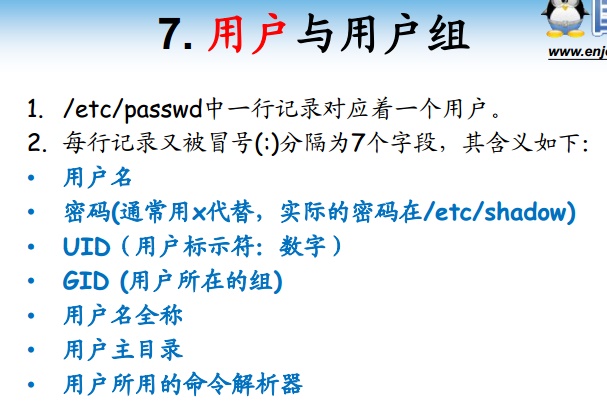 7. 用户与用户组
www.enj
1. /etc/passwd中一行记录对应着一个用户。
2. 每行记录又被冒号(:)分隔为7个字段，其含义如下：
• 用户名
• 密码(通常用x代替，实际的密码在/etc/shadow)
• UID（用户标示符：数字）
• GID (用户所在的组)
• 用户名全称
• 用户主目录
• 用户所用的命令解析器